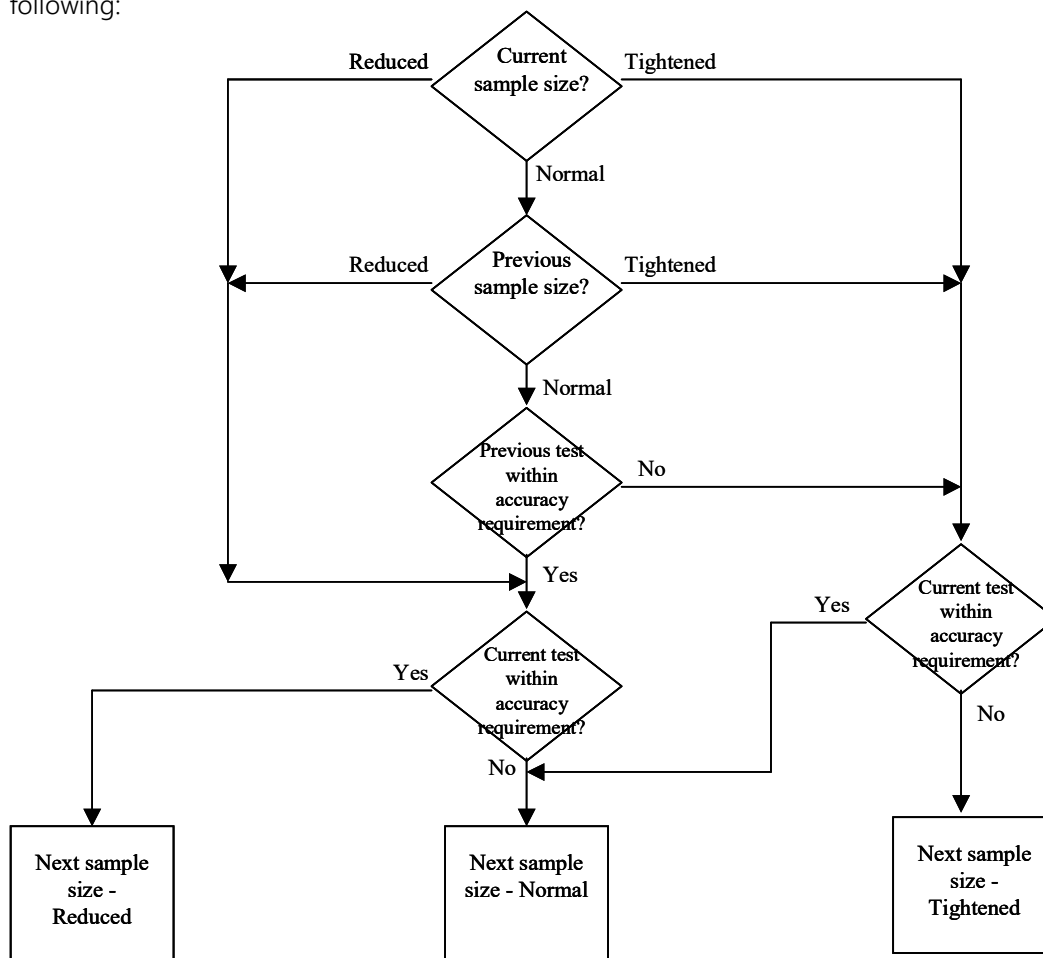 following:
Current
sample size?
Reduced
Tightened
Normal
Previous
sample size?
Reduced
Tightened
Normal
Previous test
within
accuracy
requirement?
No
Yes
Current test
within
accuracy
requirement?
Yes
No
Current test
within
accuracy
requirement?
Yes
No
Next sample
size -
Reduced
Next sample
size - Normal
Next sample
size -
Tightened